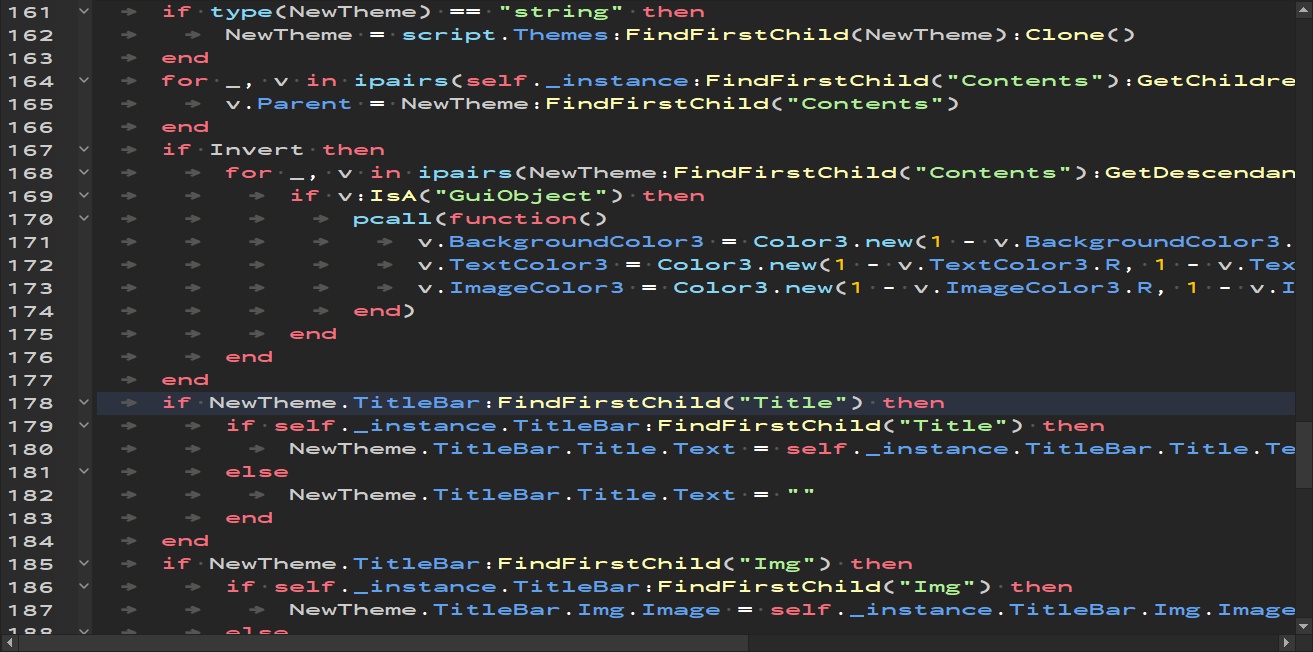 161 if type(NewTheme) == "string" then
162 NewTheme = script.Themes:FindFirstChild(NewTheme):Clone()
163 end
164 for _, v in ipairs(self._instance:FindFirstChild("Contents"):GetChildre
165 v.Parent = NewTheme:FindFirstChild("Contents")
166 end
167 if Invert then
168 for _, v in ipairs(NewTheme:FindFirstChild("Contents"):GetDescendan
169 if v:IsA("GuiObject") then
170 pcall(function()
171 v.BackgroundColor3 = Color3.new(1 - v.BackgroundColor3.
172 v.TextColor3 = Color3.new(1 - v.TextColor3.R, 1 - v.Tex
173 v.ImageColor3 = Color3.new(1 - v.ImageColor3.R, 1 - v.I
174 end)
175 end
176 end
177 end
178 if NewTheme.TitleBar:FindFirstChild("Title") then
179 if self._instance.TitleBar:FindFirstChild("Title") then
180 NewTheme.TitleBar.Title.Text = self._instance.TitleBar.Title.Te
181 else
182 NewTheme.TitleBar.Title.Text = ""
183 end
184 end
185 if NewTheme.TitleBar:FindFirstChild("Img") then
186 if self._instance.TitleBar:FindFirstChild("Img") then
187 NewTheme.TitleBar.Img.Image = self._instance.TitleBar.Img.Image
188 else